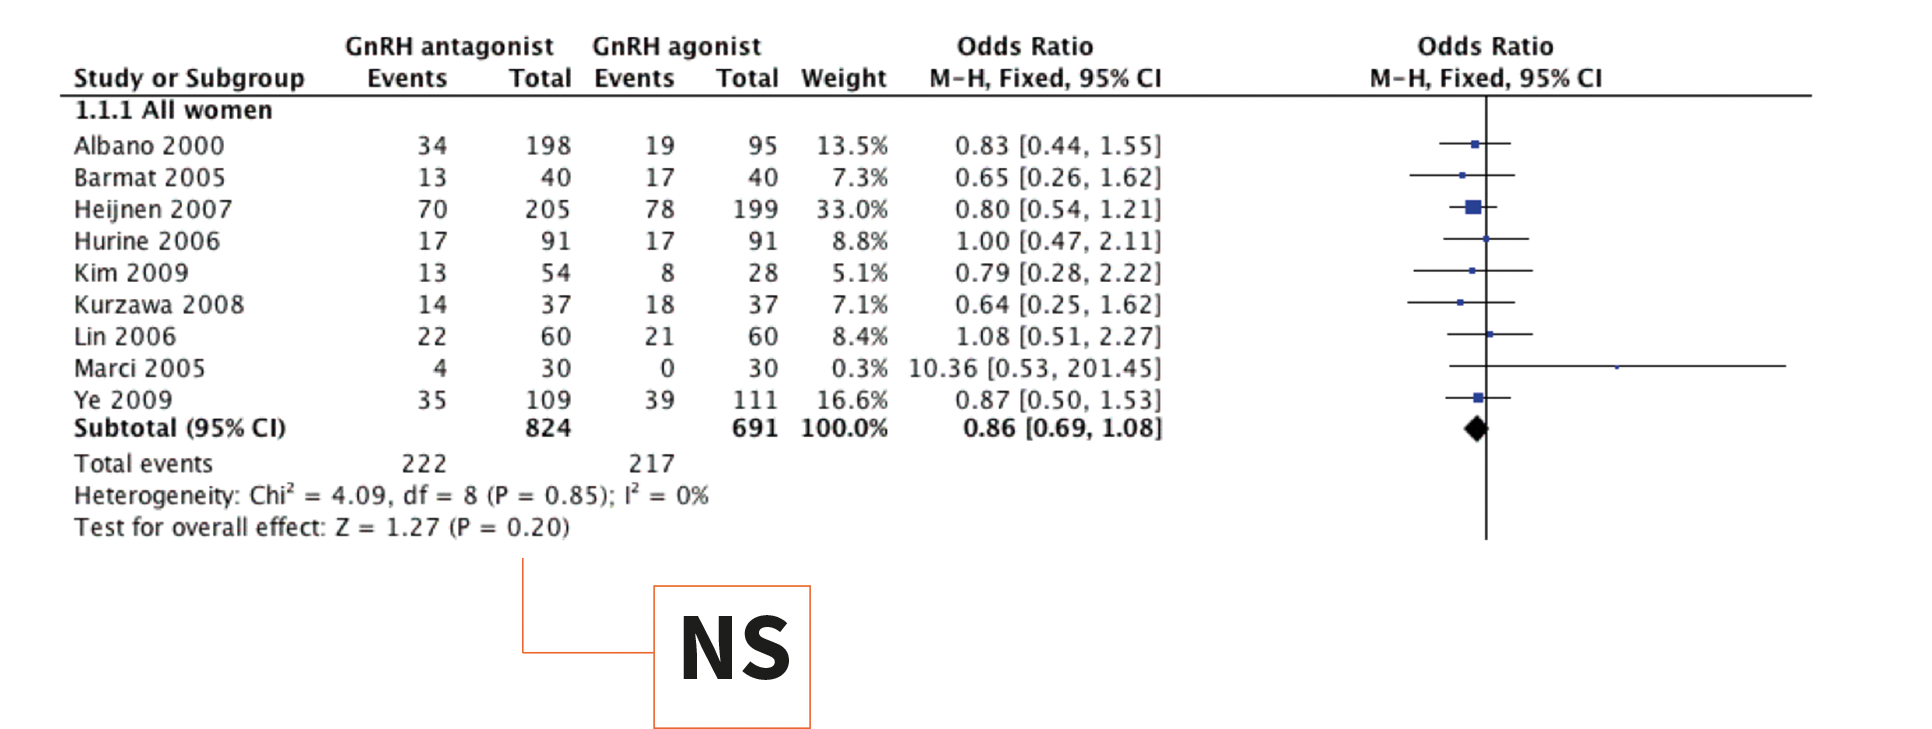 GnRH antagonist GnRH agonist Odds Ratio Odds Ratio
Study or Subgroup Events Total Events Total Weight M-H, Fixed, 95% CI M-H, Fixed, 95% CI
1.1.1 All women
Albano 2000 34 198 19 95 13.5% 0.83 [0.44, 1.55]
Barmat 2005 13 40 17 40 7.3% 0.65 [0.26, 1.62]
Heijnen 2007 70 205 78 199 33.0% 0.80 [0.54, 1.21]
Hurine 2006 17 91 17 91 8.8% 1.00 [0.47, 2.11]
Kim 2009 13 54 8 28 5.1% 0.79 [0.28, 2.22]
Kurzawa 2008 14 37 18 37 7.1% 0.64 [0.25, 1.62]
Lin 2006 22 60 21 60 8.4% 1.08 [0.51, 2.27]
Marci 2005 4 30 0 30 0.3% 10.36 [0.53, 201.45]
Ye 2009 35 109 39 111 16.6% 0.87 [0.50, 1.53]
Subtotal (95% CI) 824 691 100.0% 0.86 [0.69, 1.08]
Total events 222 217
Heterogeneity: Chi² = 4.09, df = 8 (P = 0.85); I² = 0%
Test for overall effect: Z = 1.27 (P = 0.20)
NS